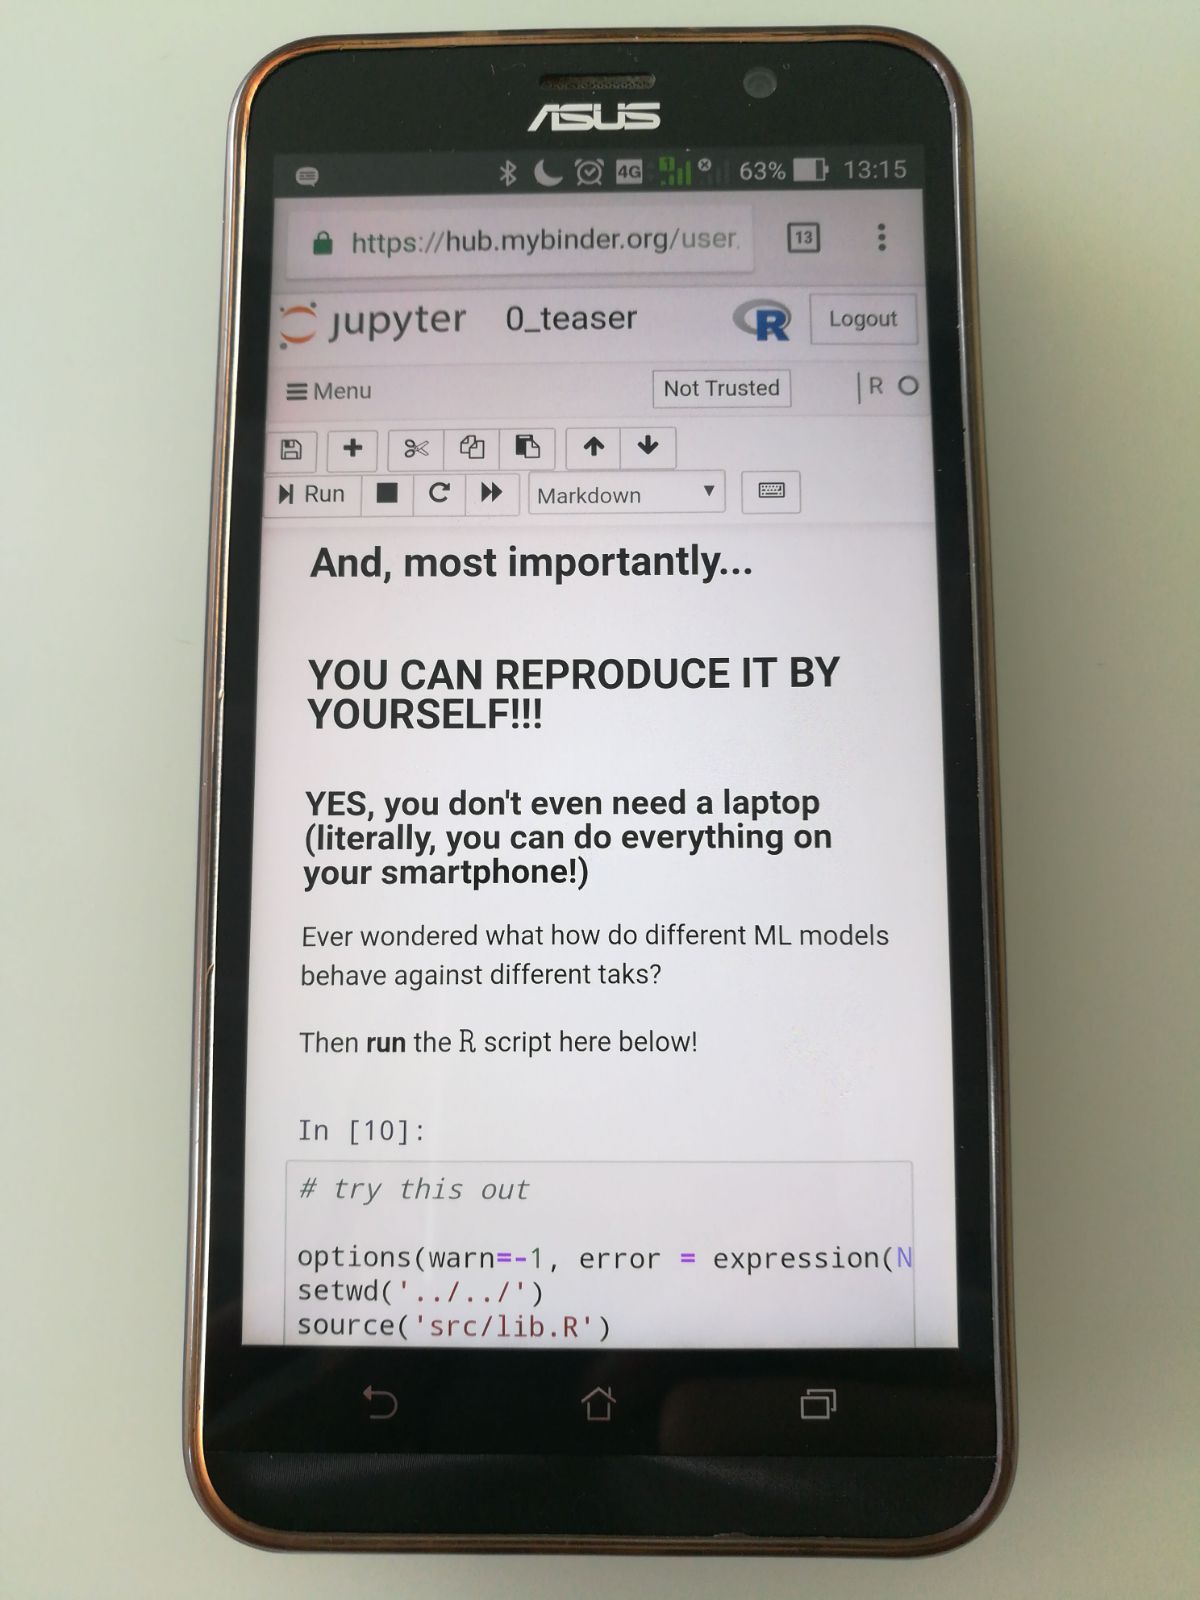 ASUS
4G 1 63% 13:15
https://hub.mybinder.org/user 13
jupyter 0_teaser R Logout
Menu Not Trusted | R
Run Markdown
And, most importantly...
YOU CAN REPRODUCE IT BY
YOURSELF!!!
YES, you don't even need a laptop
(literally, you can do everything on
your smartphone!)
Ever wondered what how do different ML models
behave against different taks?
Then run the R script here below!
In [10]:
# try this out
options(warn=-1, error = expression(N
setwd('../../')
source('src/lib.R')